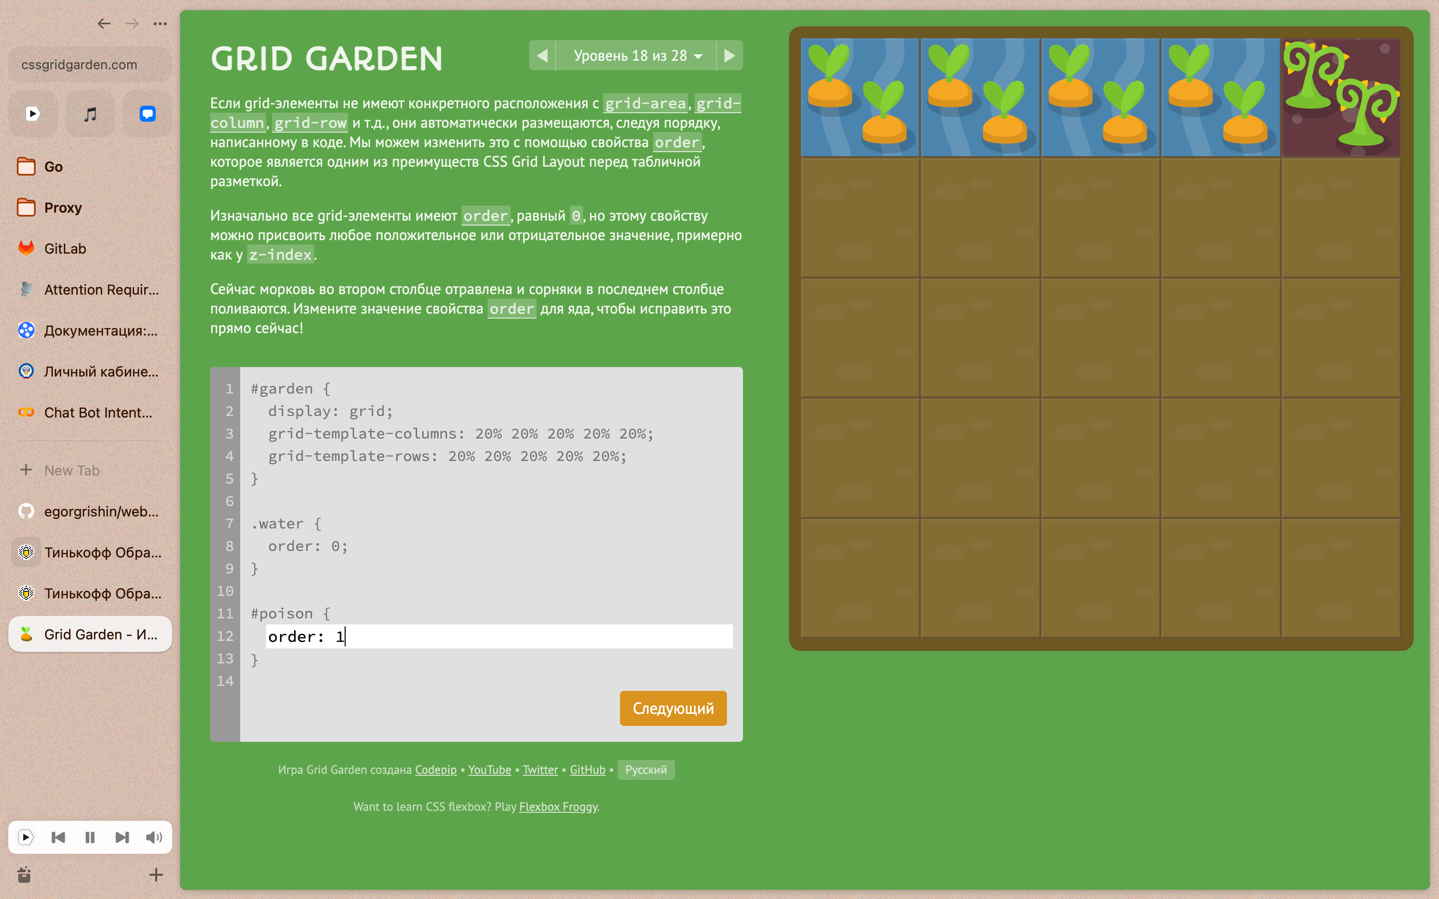 cssgridgarden.com
Go
Proxy
GitLab
Attention Requir...
Документация:...
Личный кабине...
Chat Bot Intent...
New Tab
egorgrishin/web...
Тинькофф Обра...
Тинькофф Обра...
Grid Garden - И...
GRID GARDEN
Уровень 18 из 28
Если grid-элементы не имеют конкретного расположения с grid-area, grid-
column, grid-row и т.д., они автоматически размещаются, следуя порядку,
написанному в коде. Мы можем изменить это с помощью свойства order,
которое является одним из преимуществ CSS Grid Layout перед табличной
разметкой.
Изначально все grid-элементы имеют order, равный 0, но этому свойству
можно присвоить любое положительное или отрицательное значение, примерно
как у z-index.
Сейчас морковь во втором столбце отравлена и сорняки в последнем столбце
поливаются. Измените значение свойства order для яда, чтобы исправить это
прямо сейчас!
1 #garden {
2 display: grid;
3 grid-template-columns: 20% 20% 20% 20% 20%;
4 grid-template-rows: 20% 20% 20% 20% 20%;
5 }
6
7 .water {
8 order: 0;
9 }
10
11 #poison {
12 order: 1
13 }
14
Следующий
Игра Grid Garden создана Codepip • YouTube • Twitter • GitHub • Русский
Want to learn CSS flexbox? Play Flexbox Froggy.